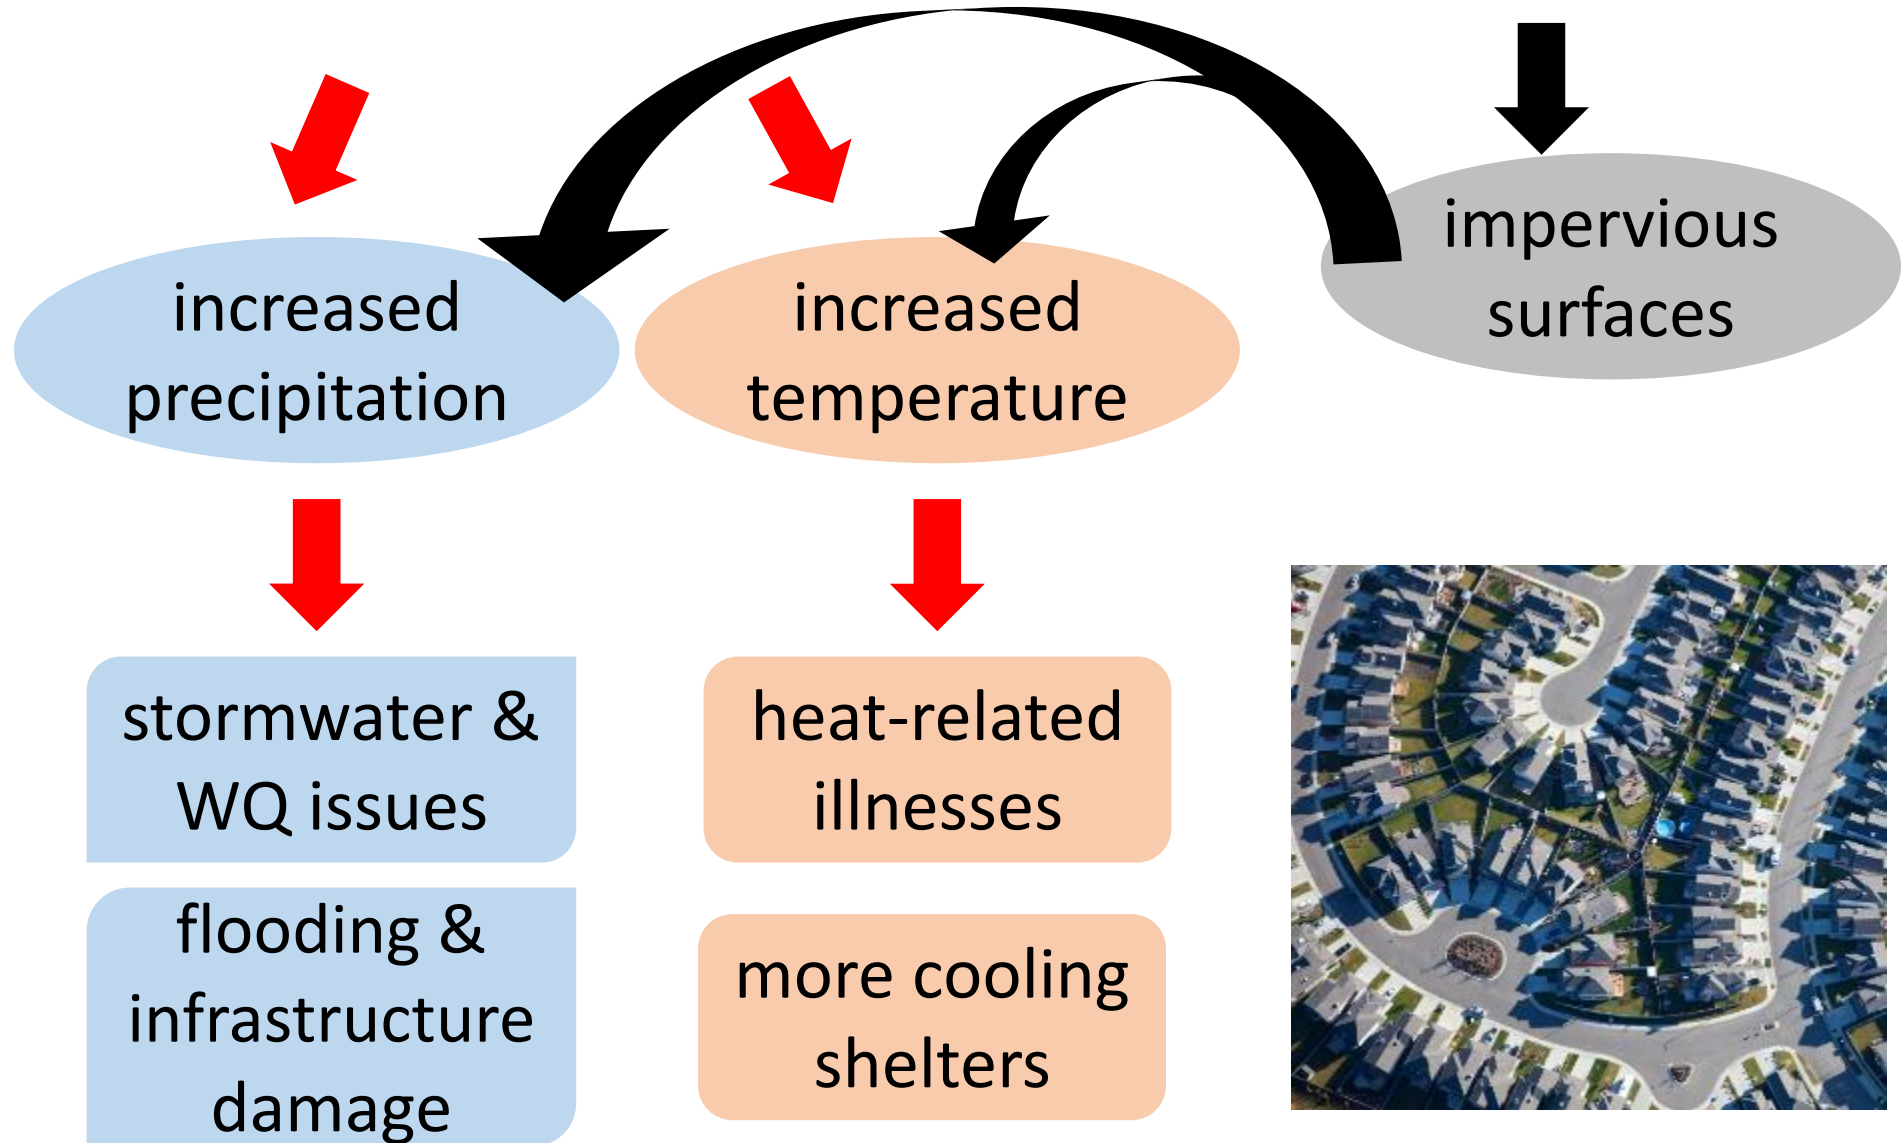 increased
precipitation
increased
temperature
impervious
surfaces
stormwater &
WQ issues
flooding &
infrastructure
damage
heat-related
illnesses
more cooling
shelters